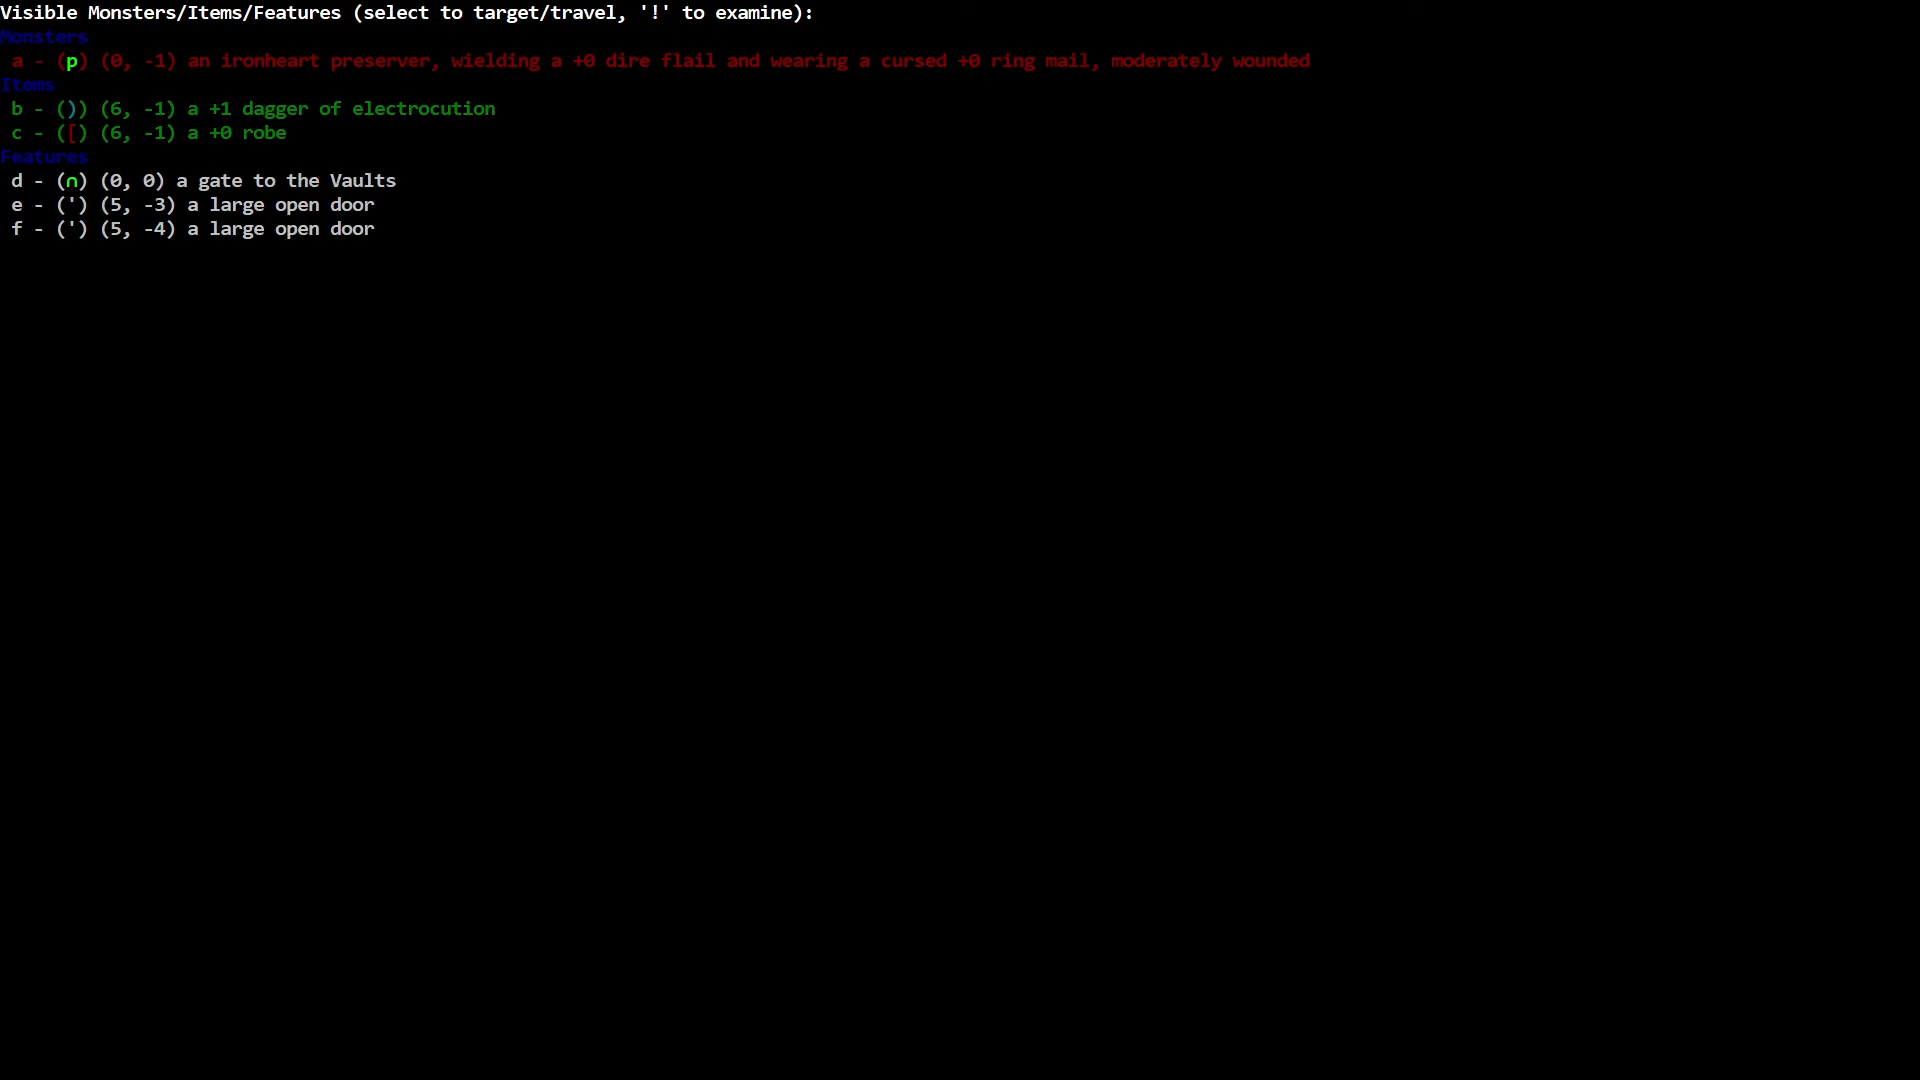 Visible Monsters/Items/Features (select to target/travel, '!' to examine):
Monsters
a - (p) (0, -1) an ironheart preserver, wielding a +0 dire flail and wearing a cursed +0 ring mail, moderately wounded
Items
b - ()) (6, -1) a +1 dagger of electrocution
c - ([) (6, -1) a +0 robe
Features
d - (∩) (0, 0) a gate to the Vaults
e - (') (5, -3) a large open door
f - (') (5, -4) a large open door